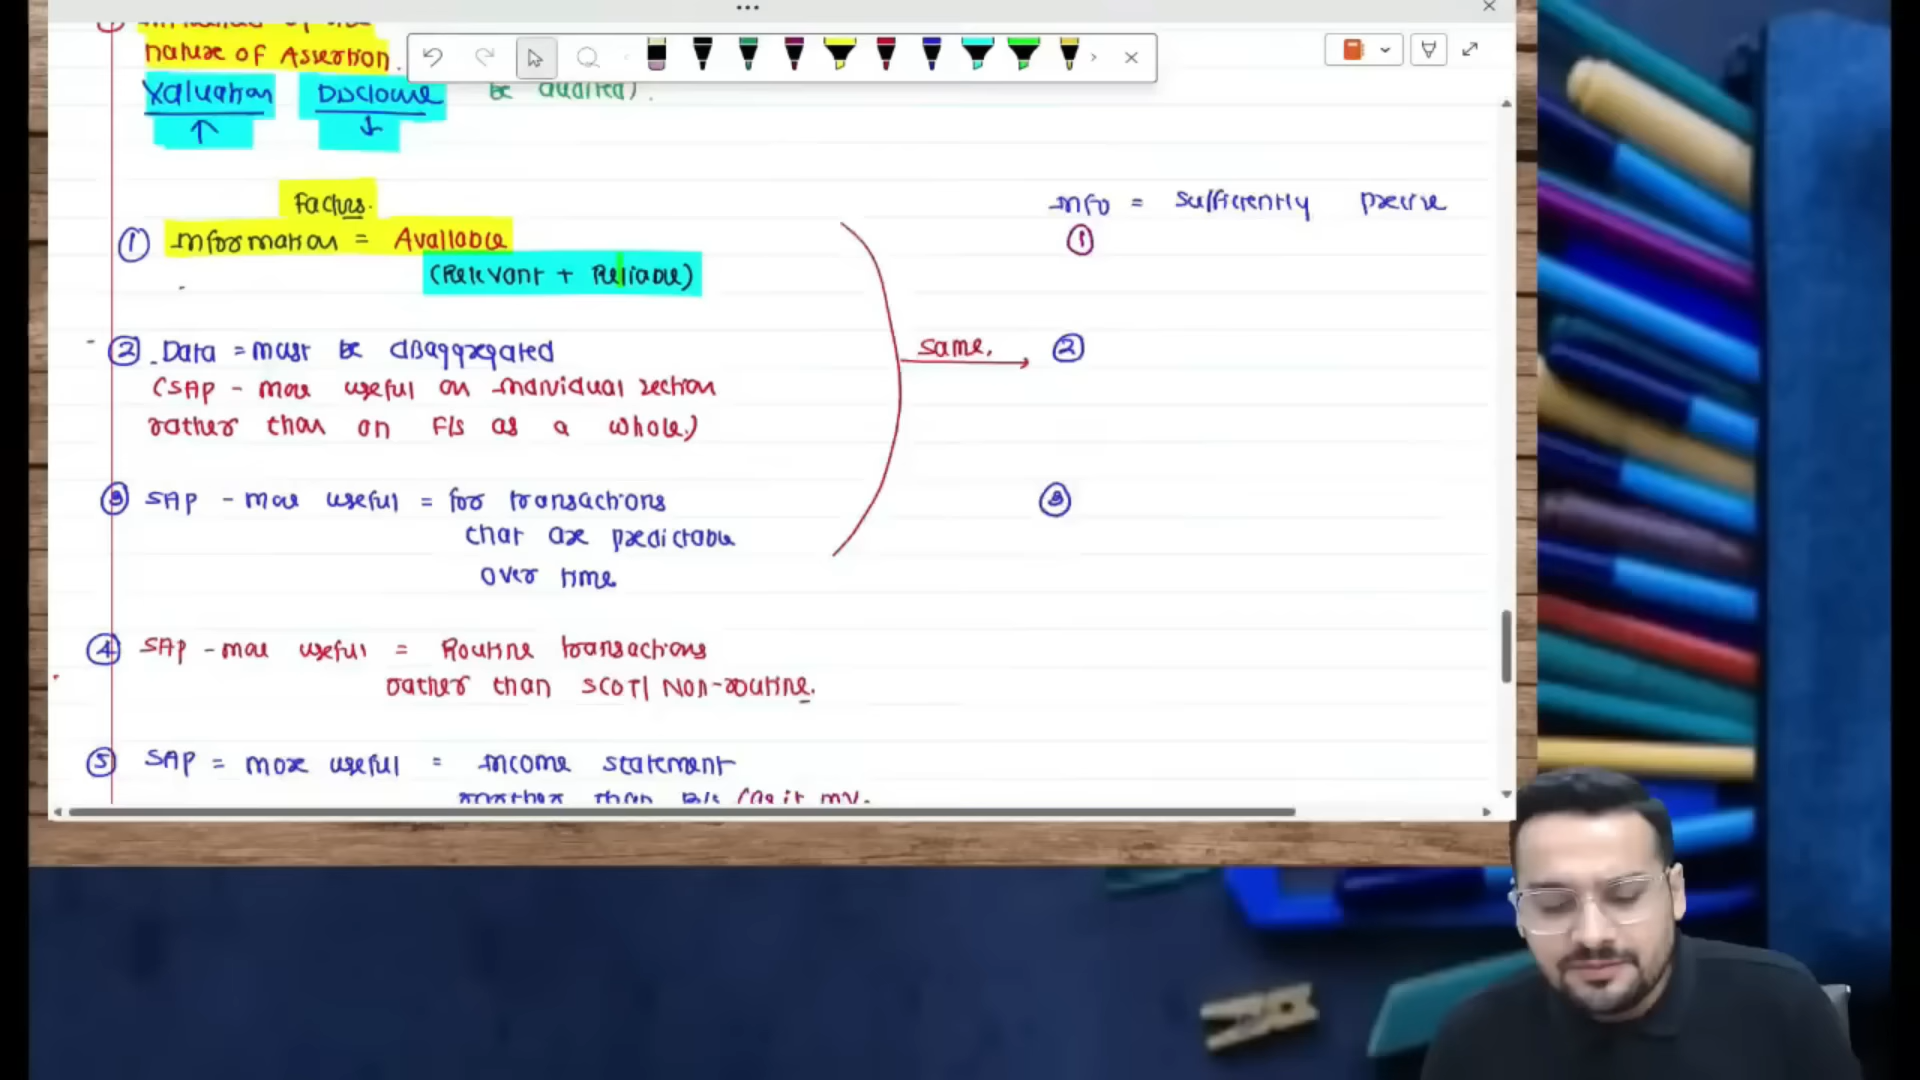 nature of Assertion.
Valuation Disclosure be audited).
Factors.
Info = sufficiently precise
① Information = Available
①
(Relevant + Reliable)
② Data = must be disaggregated
same.
②
(SAP - more useful on individual section
rather than on F/S as a whole.)
③ SAP - more useful = for transactions
③
that are predictable
over time
④ SAP - more useful = Routine transactions
rather than SCOT/ Non-routine.
⑤ SAP = more useful = Income statement